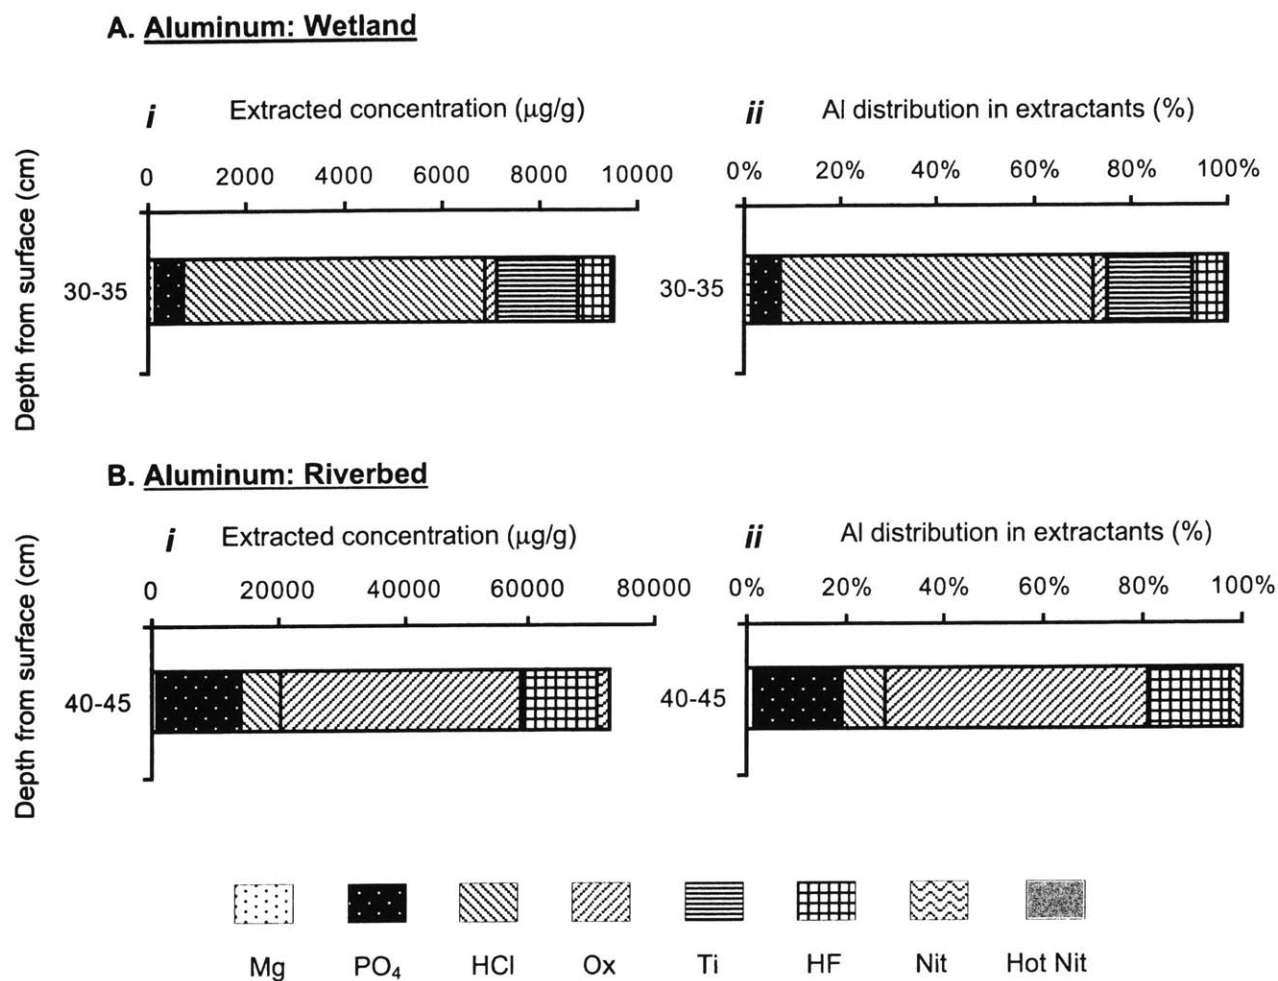 A. Aluminum: Wetland
i Extracted concentration (µg/g)
ii Al distribution in extractants (%)
0 2000 4000 6000 8000 10000
0% 20% 40% 60% 80% 100%
Depth from surface (cm)
30-35
30-35
B. Aluminum: Riverbed
i Extracted concentration (µg/g)
ii Al distribution in extractants (%)
0 20000 40000 60000 80000
0% 20% 40% 60% 80% 100%
Depth from surface (cm)
40-45
40-45
Mg PO₄ HCl Ox Ti HF Nit Hot Nit